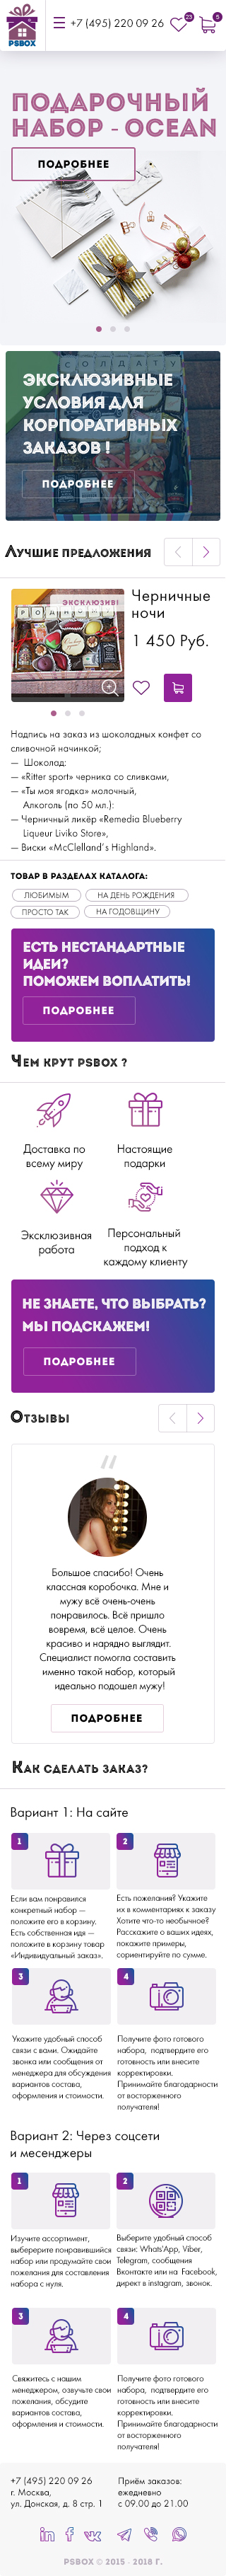 PSBOX
+7 (495) 220 09 26
23
5
ПОДАРОЧНЫЙ
НАБОР - OCEAN
ПОДРОБНЕЕ
СОЛДАТУ
ЭКСКЛЮЗИВНЫЕ
УСЛОВИЯ ДЛЯ
КОРПОРАТИВНЫХ
ЗАКАЗОВ !
ПОДРОБНЕЕ
Лучшие предложения
ЭКСКЛЮЗИВ!
Черничные
ночи
1 450 Руб.
Надпись на заказ из шоколадных конфет со
сливочной начинкой;
— Шоколад:
— «Ritter sport» черника со сливками,
— «Ты моя ягодка» молочный,
Алкоголь (по 50 мл.):
— Черничный ликёр «Remedia Blueberry
Liqueur Liviko Store»,
— Виски «McClelland`s Highland».
ТОВАР В РАЗДЕЛАХ КАТАЛОГА:
ЛЮБИМЫМ
НА ДЕНЬ РОЖДЕНИЯ
ПРОСТО ТАК
НА ГОДОВЩИНУ
ЕСТЬ НЕСТАНДАРТНЫЕ
ИДЕИ?
ПОМОЖЕМ ВОПЛОТИТЬ!
ПОДРОБНЕЕ
Чем крут PSBOX ?
Доставка по
всему миру
Настоящие
подарки
Эксклюзивная
работа
Персональный
подход к
каждому клиенту
НЕ ЗНАЕТЕ, ЧТО ВЫБРАТЬ?
МЫ ПОДСКАЖЕМ!
ПОДРОБНЕЕ
Отзывы
Большое спасибо! Очень
классная коробочка. Мне и
мужу всё очень-очень
понравилось. Всё пришло
вовремя, всё целое. Очень
красиво и нарядно выглядит.
Специалист помогла составить
именно такой набор, который
идеально подошел мужу!
ПОДРОБНЕЕ
Как сделать заказ?
Вариант 1: На сайте
1
Если вам понравился
конкретный набор —
положите его в корзину.
Есть собственная идя —
положите в корзину товар
«Индивидуальный заказ».
2
Есть пожелания? Укажите
их в комментариях к заказу
Хотите что-то необычное?
Расскажите о ваших идеях,
покажите примеры,
сориентируйте по сумме.
3
Укажите удобный способ
связи с вами. Ожидайте
звонка или сообщения от
менеджера для обсуждения
вариантов состава,
оформления и стоимости.
4
Получите фото готового
набора, подтвердите его
готовность или внесите
корректировки.
Принимайте благодарности
от восторженного
получателя!
Вариант 2: Через соцсети
и месенджеры
1
Изучите ассортимент,
выберерите понравившийся
набор или продумайте свои
пожелания для составления
набора с нуля.
2
Выберите удобный способ
связи: Whats'App, Viber,
Telegram, сообщения
Вконтакте или на Facebook,
директ в instagram, звонок.
3
Свяжитесь с нашим
менеджером, озвучьте свои
пожелания, обсудите
вариантов состава,
оформления и стоимости.
4
Получите фото готового
набора, подтвердите его
готовность или внесите
корректировки.
Принимайте благодарности
от восторженного
получателя!
+7 (495) 220 09 26
г. Москва,
ул. Донская, д. 8 стр. 1
Приём заказов:
ежедневно
с 09.00 до 21.00
PSBOX © 2015 - 2018 Г.